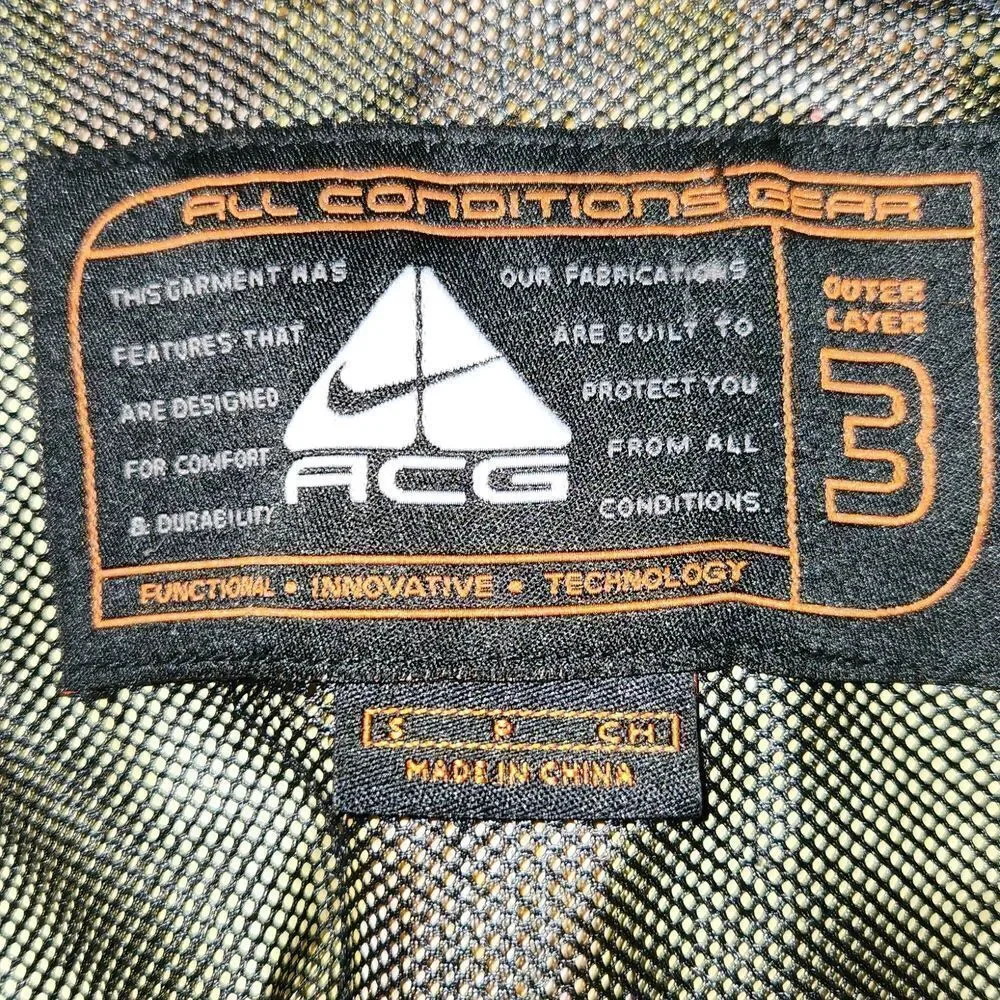 ALL CONDITIONS GEAR
THIS GARMENT HAS
FEATURES THAT
ARE DESIGNED
FOR COMFORT
& DURABILITY
ACG
OUR FABRICATIONS
ARE BUILT TO
PROTECT YOU
FROM ALL
CONDITIONS.
OUTER
LAYER
3
FUNCTIONAL • INNOVATIVE • TECHNOLOGY
S P CH
MADE IN CHINA